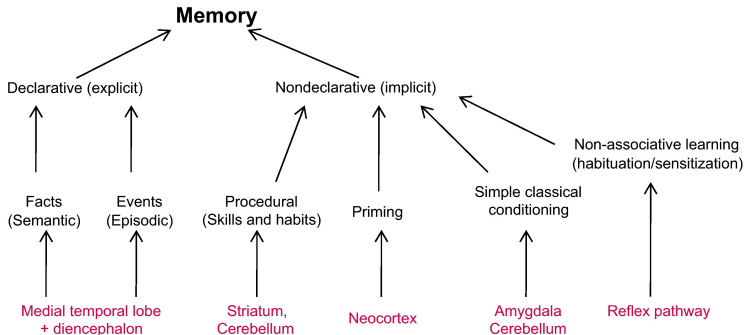 Memory
Declarative (explicit)
Nondeclarative (implicit)
Non-associative learning
(habituation/sensitization)
Facts
(Semantic)
Events
(Episodic)
Procedural
(Skills and habits)
Priming
Simple classical
conditioning
Medial temporal lobe
+ diencephalon
Striatum,
Cerebellum
Neocortex
Amygdala
Cerebellum
Reflex pathway